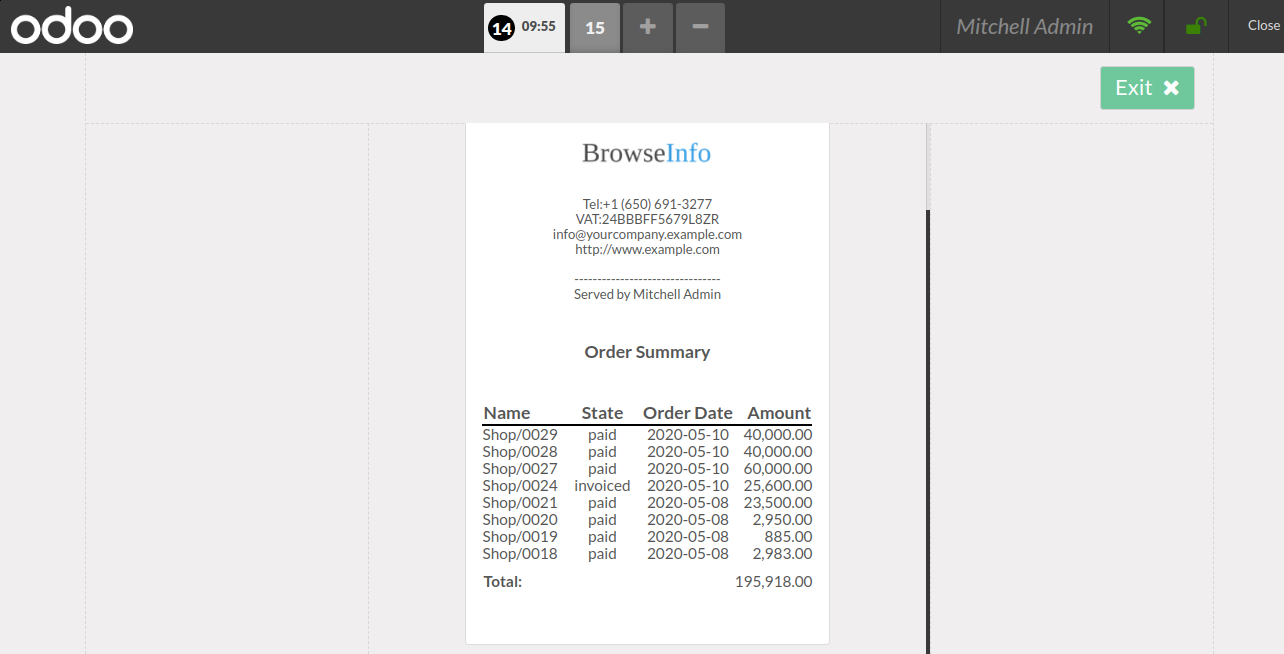 odoo
14 09:55 15 + −
Mitchell Admin
Close
Exit ✖
BrowseInfo
Tel:+1 (650) 691-3277
VAT:24BBBFF5679L8ZR
info@yourcompany.example.com
http://www.example.com
--------------------------------
Served by Mitchell Admin
Order Summary
Name State Order Date Amount
Shop/0029 paid 2020-05-10 40,000.00
Shop/0028 paid 2020-05-10 40,000.00
Shop/0027 paid 2020-05-10 60,000.00
Shop/0024 invoiced 2020-05-10 25,600.00
Shop/0021 paid 2020-05-08 23,500.00
Shop/0020 paid 2020-05-08 2,950.00
Shop/0019 paid 2020-05-08 885.00
Shop/0018 paid 2020-05-08 2,983.00
Total: 195,918.00